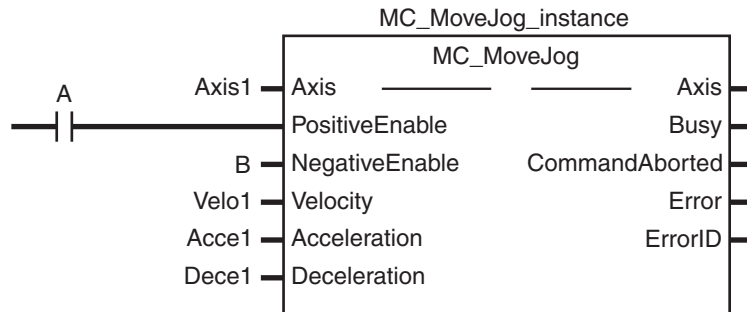 MC_MoveJog_instance
MC_MoveJog
A
Axis1 Axis Axis
PositiveEnable Busy
B NegativeEnable CommandAborted
Velo1 Velocity Error
Acce1 Acceleration ErrorID
Dece1 Deceleration